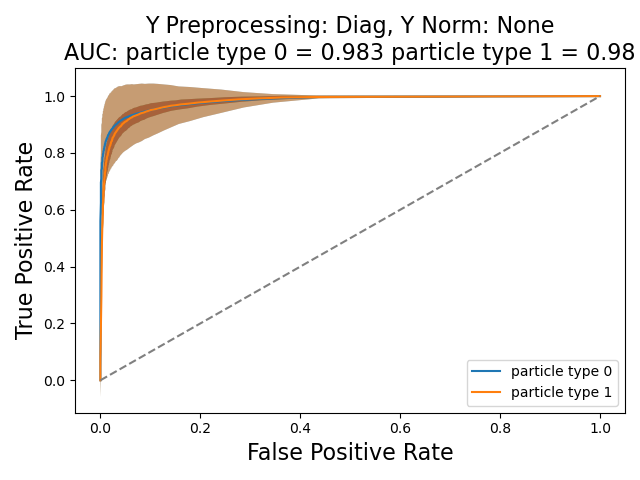 Y Preprocessing: Diag, Y Norm: None
AUC: particle type 0 = 0.983 particle type 1 = 0.98
True Positive Rate
1.0
0.8
0.6
0.4
0.2
0.0
0.0 0.2 0.4 0.6 0.8 1.0
False Positive Rate
particle type 0
particle type 1